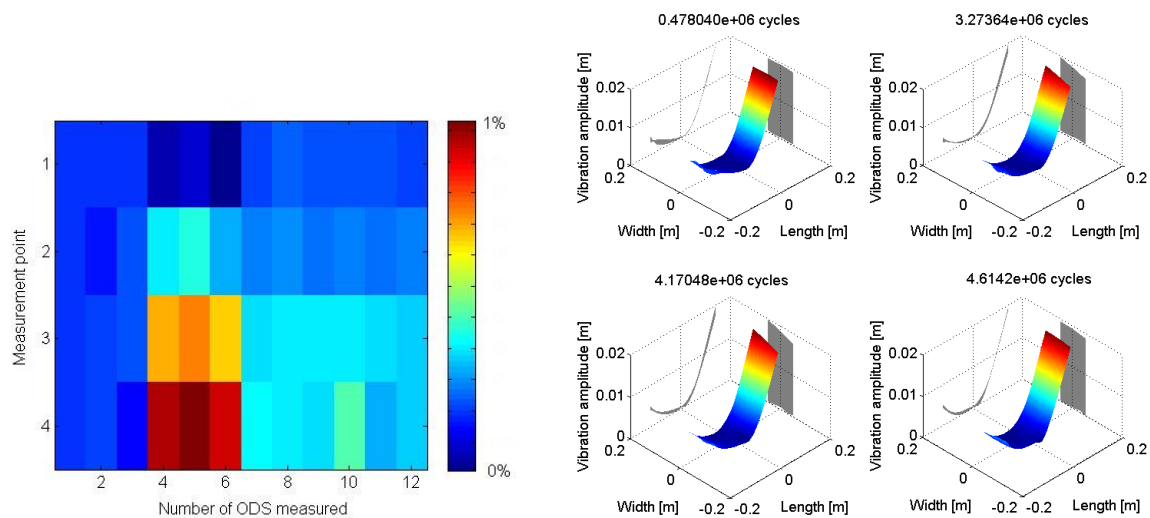 1%
0%
1
2
3
4
Measurement point
2 4 6 8 10 12
Number of ODS measured
0.478040e+06 cycles
Vibration amplitude [m]
0.02
0.01
0
0.2
0
-0.2
-0.2
0
0.2
Width [m]
Length [m]
3.27364e+06 cycles
Vibration amplitude [m]
0.02
0.01
0
0.2
0
-0.2
-0.2
0
0.2
Width [m]
Length [m]
4.17048e+06 cycles
Vibration amplitude [m]
0.02
0.01
0
0.2
0
-0.2
-0.2
0
0.2
Width [m]
Length [m]
4.6142e+06 cycles
Vibration amplitude [m]
0.02
0.01
0
0.2
0
-0.2
-0.2
0
0.2
Width [m]
Length [m]